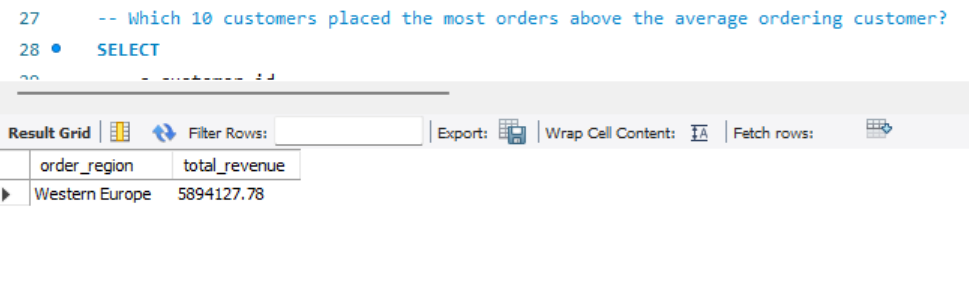 27 -- Which 10 customers placed the most orders above the average ordering customer?
28 SELECT
Result Grid Filter Rows: Export: Wrap Cell Content: Fetch rows:
order_region total_revenue
Western Europe 5894127.78